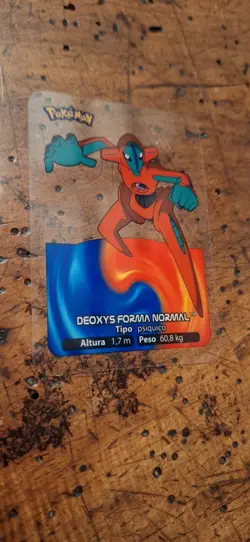 POKéMON
DEOXYS FORMA NORMAL
Tipo psíquico
Altura 1,7 m Peso 60,8 kg